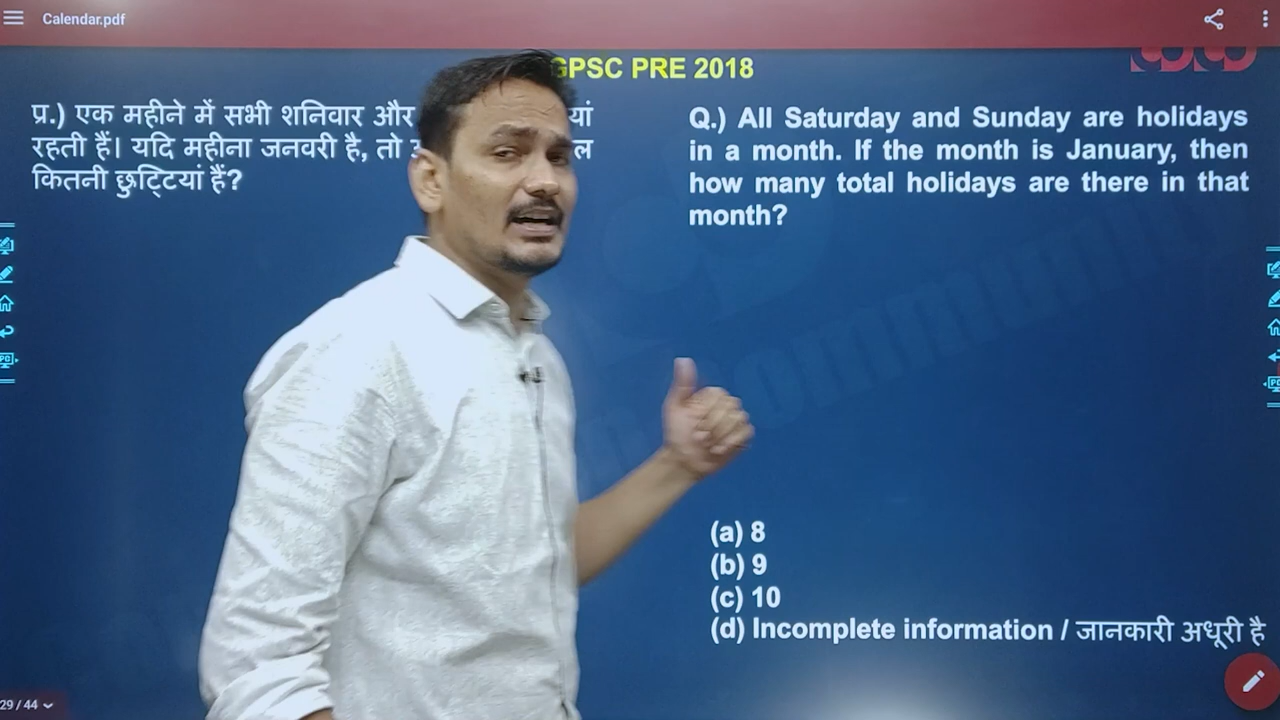 Calendar.pdf
GPSC PRE 2018
प्र.) एक महीने में सभी शनिवार और
रहती हैं। यदि महीना जनवरी है, तो
कितनी छुट्टियां हैं?
Q.) All Saturday and Sunday are holidays
in a month. If the month is January, then
how many total holidays are there in that
month?
(a) 8
(b) 9
(c) 10
(d) Incomplete information / जानकारी अधूरी है
29 / 44